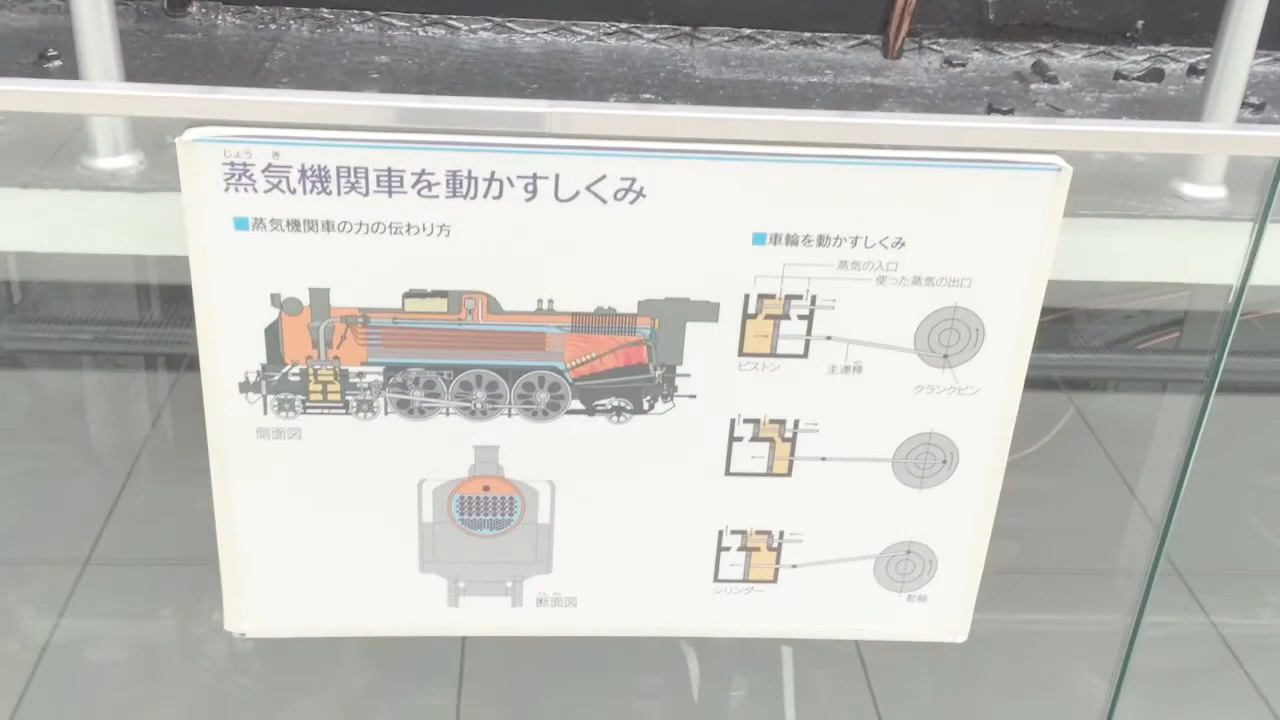 じょう き
蒸気機関車を動かすしくみ
蒸気機関車の力の伝わり方
側面図
断面図
車輪を動かすしくみ
蒸気の入口
使った蒸気の出口
ピストン
主連棒
クランクピン
シリンダー
動輪